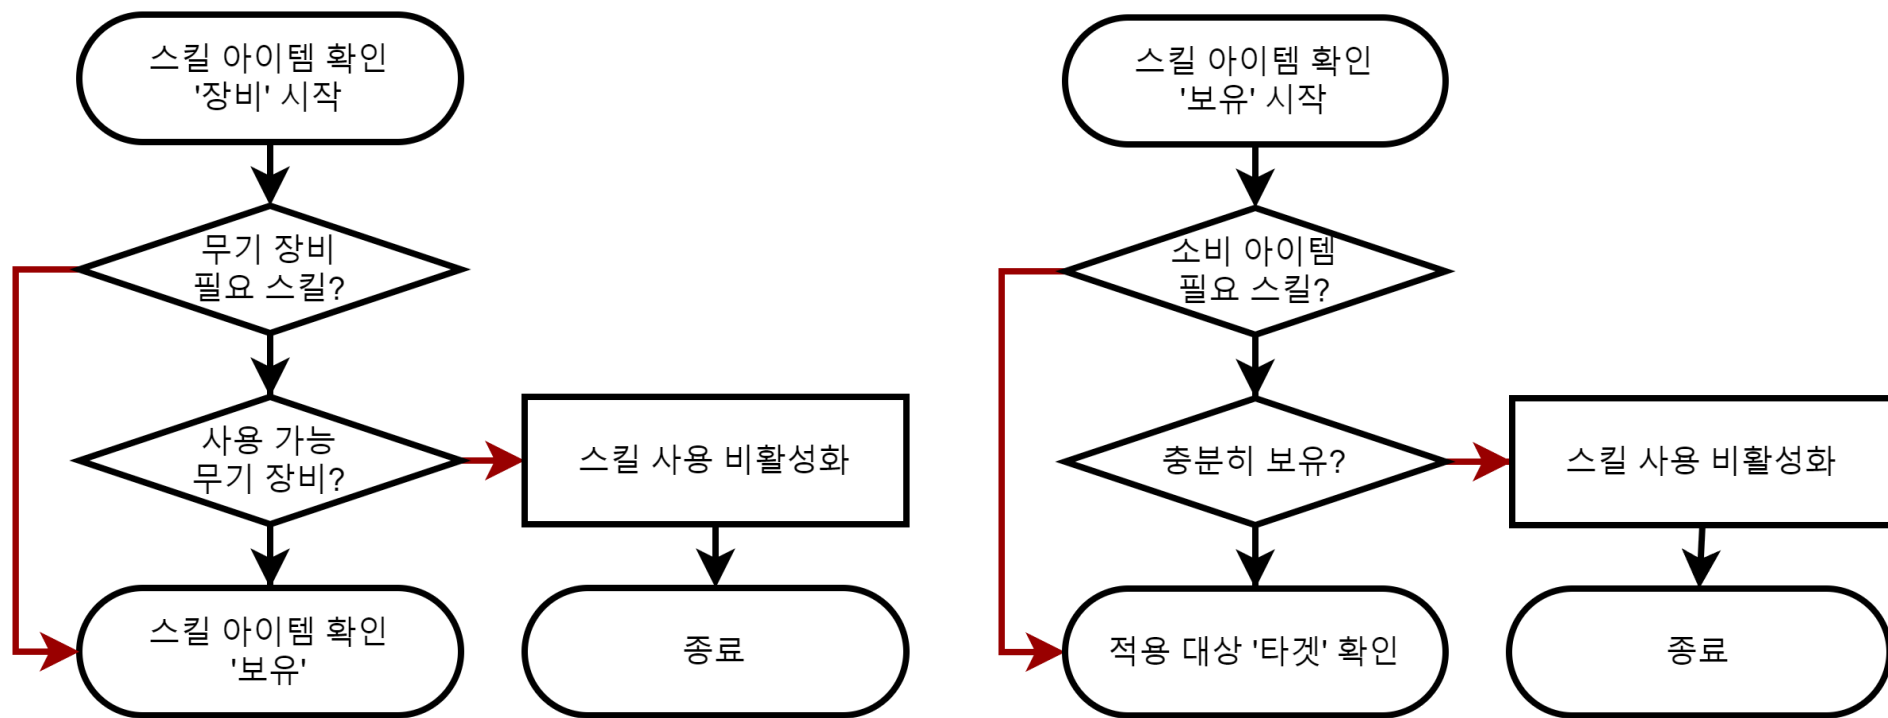 스킬 아이템 확인
'장비' 시작
무기 장비
필요 스킬?
사용 가능
무기 장비?
스킬 사용 비활성화
스킬 아이템 확인
'보유'
종료
스킬 아이템 확인
'보유' 시작
소비 아이템
필요 스킬?
충분히 보유?
스킬 사용 비활성화
적용 대상 '타겟' 확인
종료